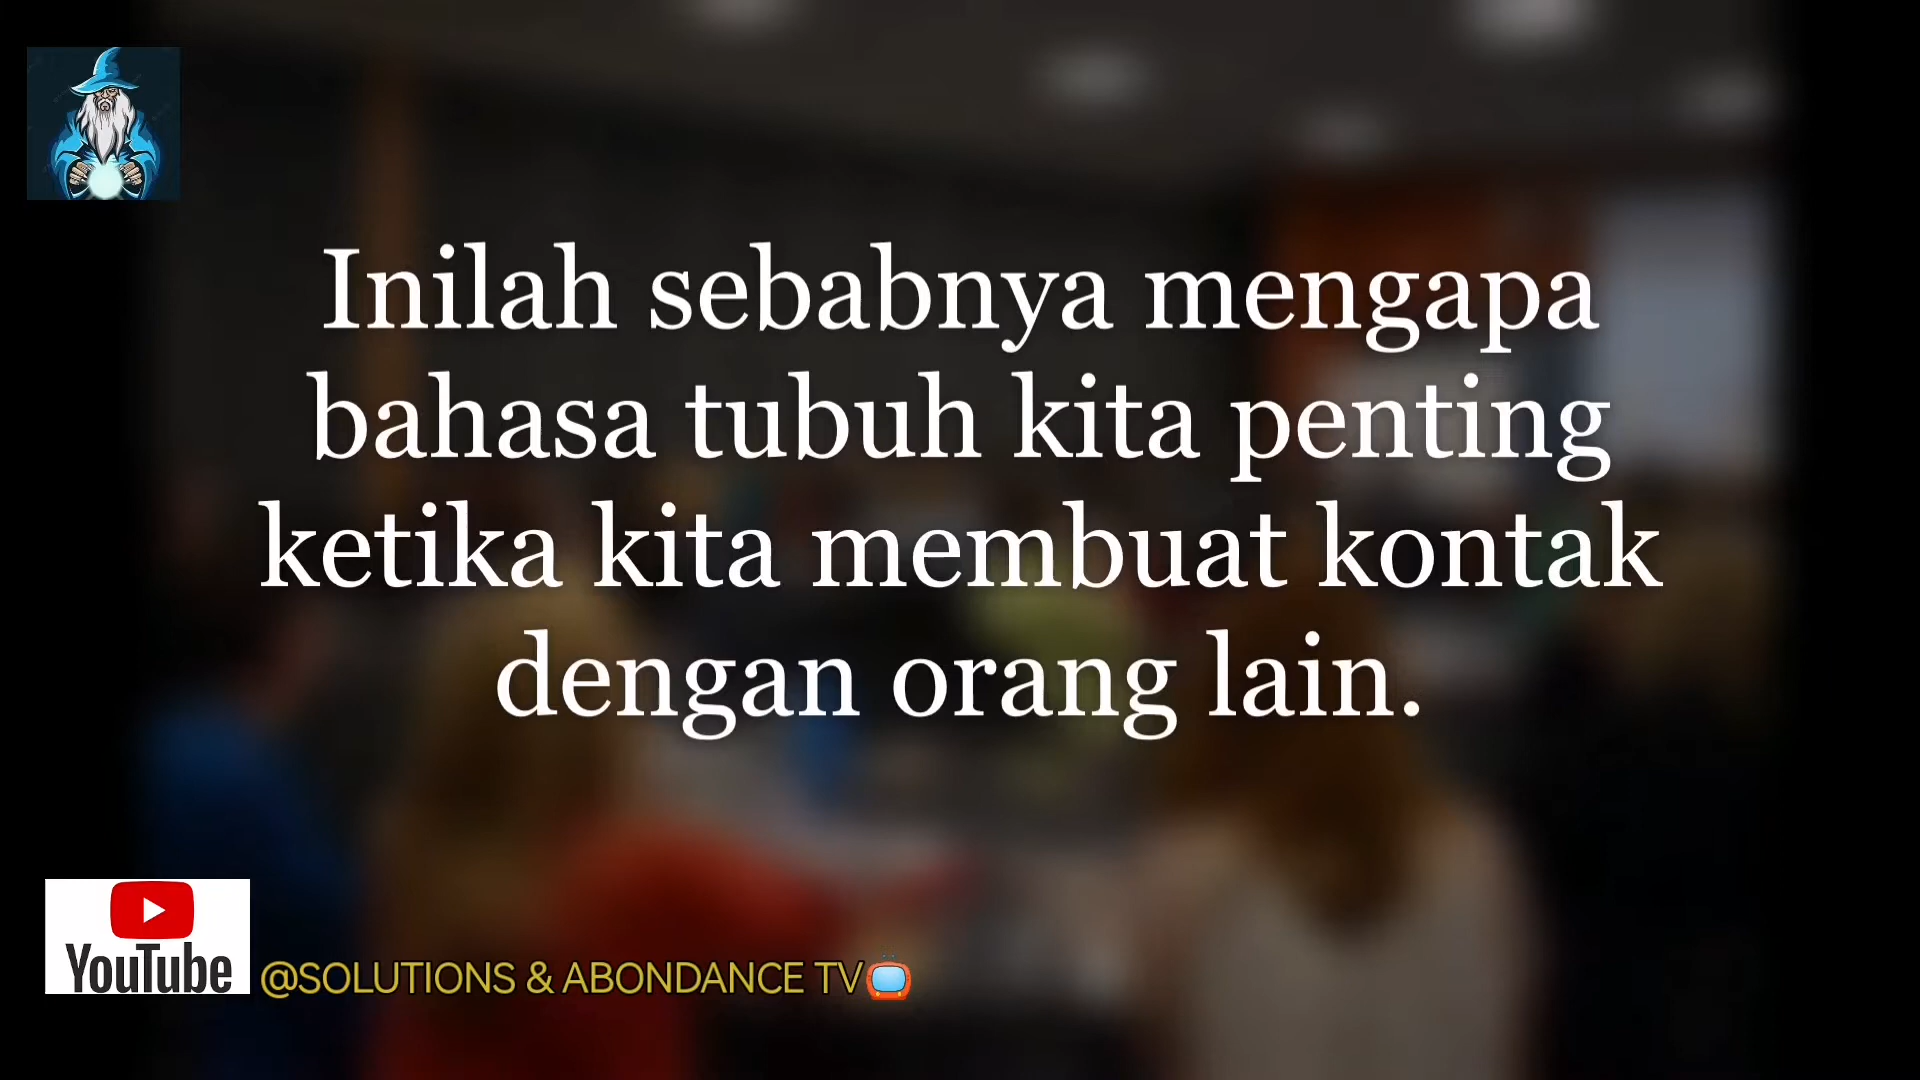 Inilah sebabnya mengapa
bahasa tubuh kita penting
ketika kita membuat kontak
dengan orang lain.
YouTube
@SOLUTIONS & ABONDANCE TV